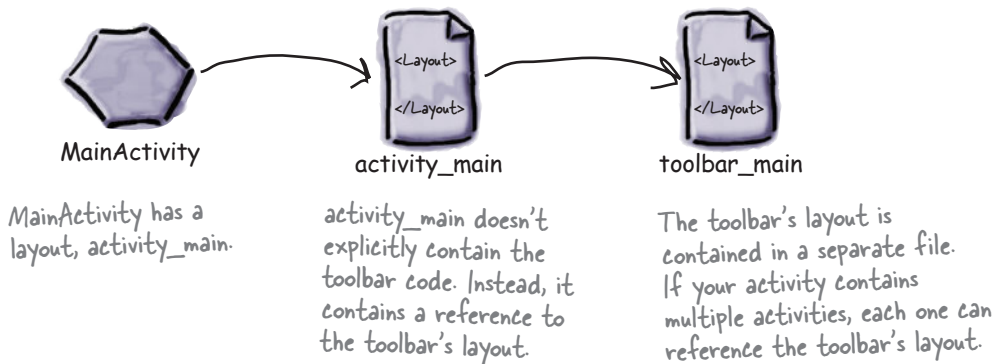 <Layout>
</Layout>
<Layout>
</Layout>
MainActivity
activity_main
toolbar_main
MainActivity has a
layout, activity_main.
activity_main doesn't
explicitly contain the
toolbar code. Instead, it
contains a reference to
the toolbar's layout.
The toolbar's layout is
contained in a separate file.
If your activity contains
multiple activities, each one can
reference the toolbar's layout.